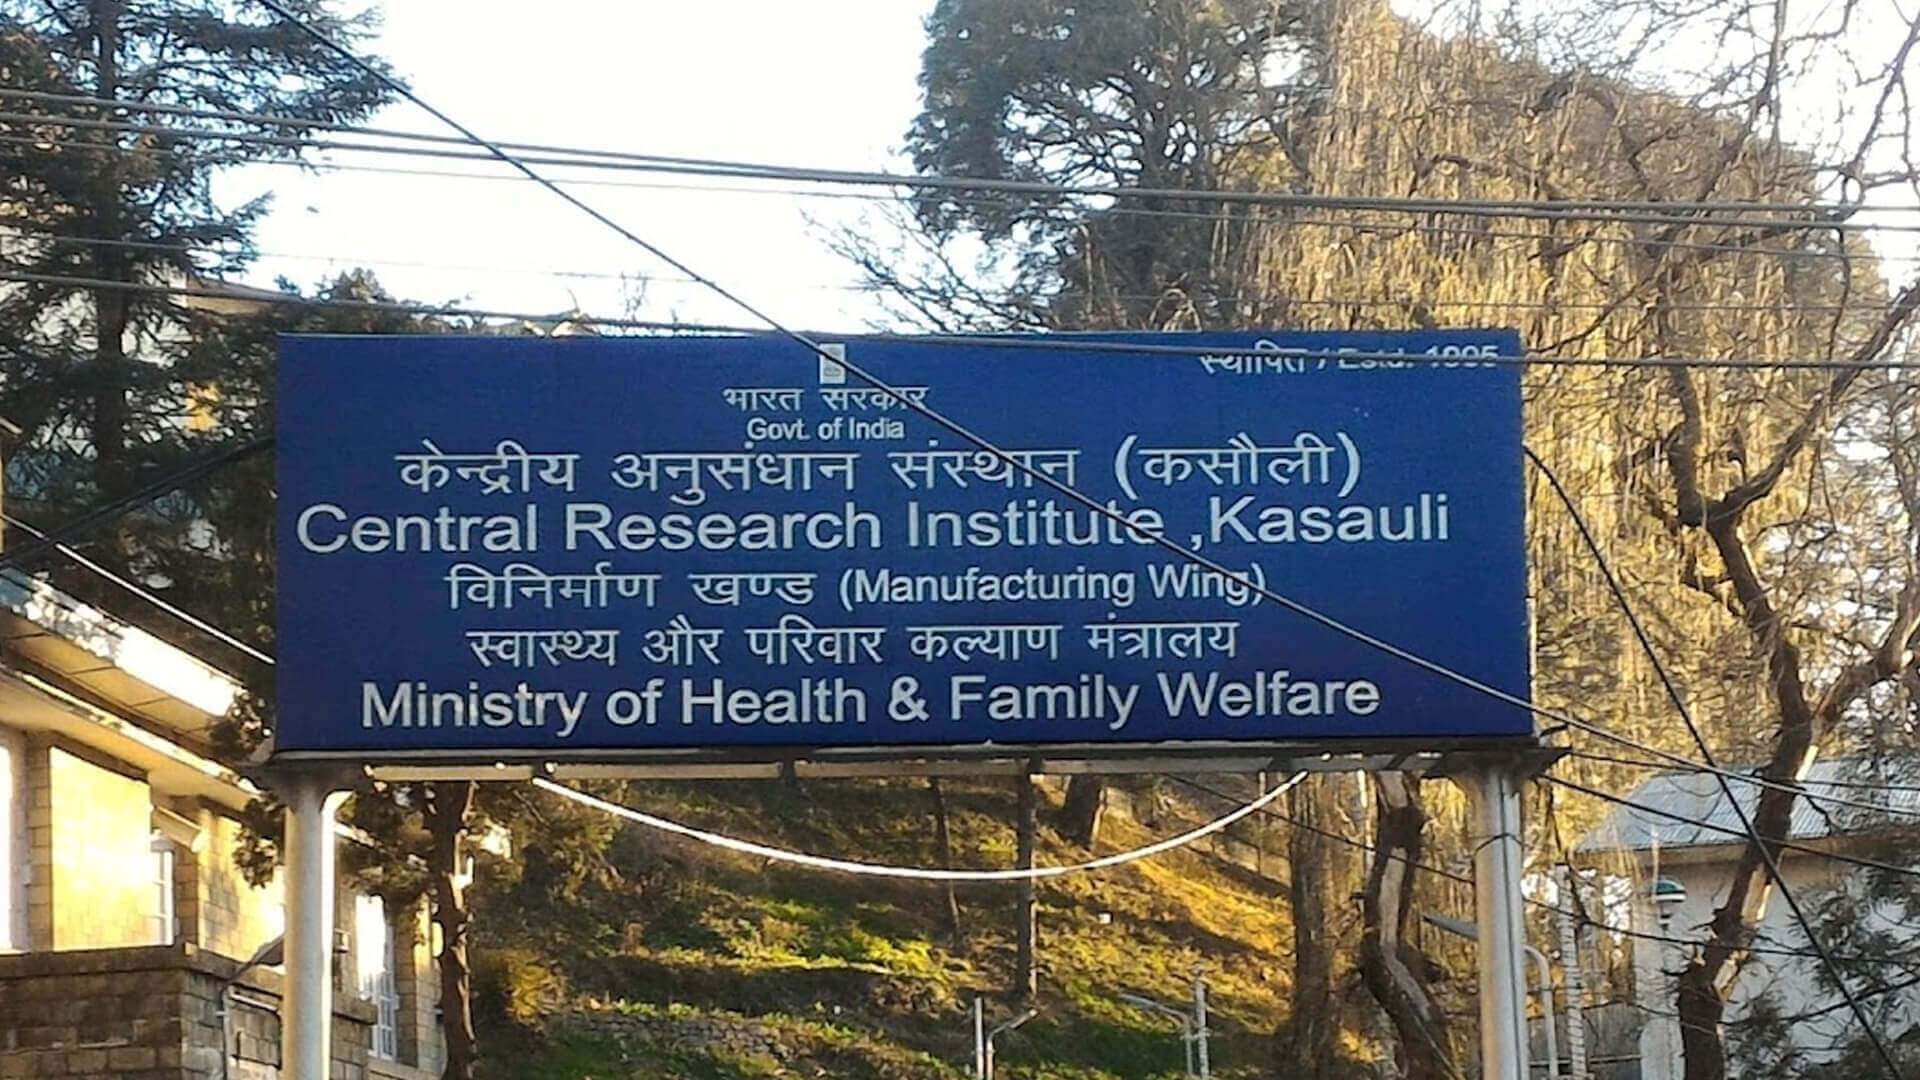 स्थापित / Estd.
भारत सरकार
Govt. of India
केन्द्रीय अनुसंधान संस्थान (कसौली)
Central Research Institute ,Kasauli
विनिर्माण खण्ड (Manufacturing Wing)
स्वास्थ्य और परिवार कल्याण मंत्रालय
Ministry of Health & Family Welfare